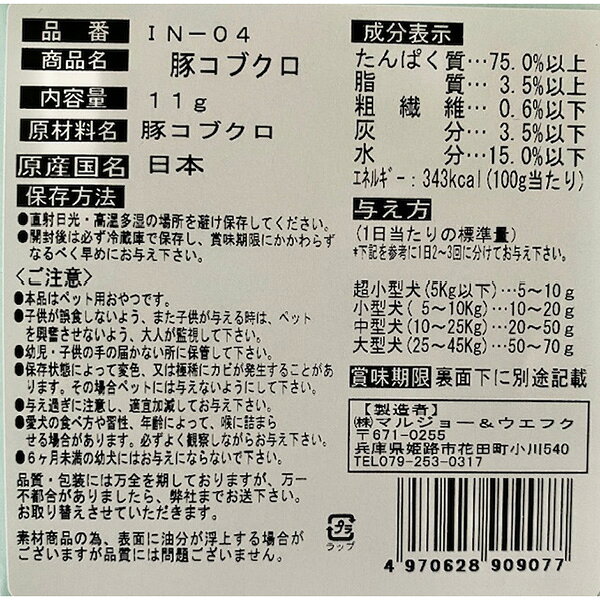 品番 IN-04
商品名 豚コブクロ
内容量 11g
原材料名 豚コブクロ
原産国名 日本
保存方法
●直射日光・高温多湿の場所を避け保存してください。
●開封後は必ず冷蔵庫で保存し、賞味期限にかかわらず
なるべく早めにお与え下さい。
〈ご注意〉
●本品はペット用おやつです。
●子供が誤食しないよう、また子供が与える時は、ペット
を興奮させないよう、大人が監視して下さい。
●幼児・子供の手の届かない所に保管して下さい。
●保存状態によって変色、又は極稀にカビが発生することがあ
ります。その場合ペットには与えないようにして下さい。
●与え過ぎに注意し、適宜加減してお与え下さい。
●愛犬の食べ方や習性、年齢によって、喉に詰まら
せる場合があります。必ずよく観察しながらお与え下さい。
●6ヶ月未満の幼犬にはお与えにならないで下さい。
品質・包装には万全を期しておりますが、万一
不都合がありましたら、弊社までお送下さい。
お取り替えさせていただきます。
素材商品の為、表面に油分が浮上する場合が
ございますが品質には問題ございません。
プラ
ラップ
成分表示
たんぱく質…75.0%以上
脂質…3.5%以上
粗繊維…0.6%以下
灰分…3.5%以下
水分…15.0%以下
エネルギー：343kcal(100g当たり)
与え方
(1日当たりの標準量)
*下記を参考に1日2~3回に分けてお与え下さい。
超小型犬(5Kg以下)…5~10g
小型犬(5~10Kg)…10~20g
中型犬(10~25Kg)…20~50g
大型犬(25~45Kg)…50~70g
賞味期限 裏面下に別途記載
【製造者】
㈱マルジョー&ウエフク
〒671-0255
兵庫県姫路市花田町小川540
TEL079-253-0317
4 970628 909077